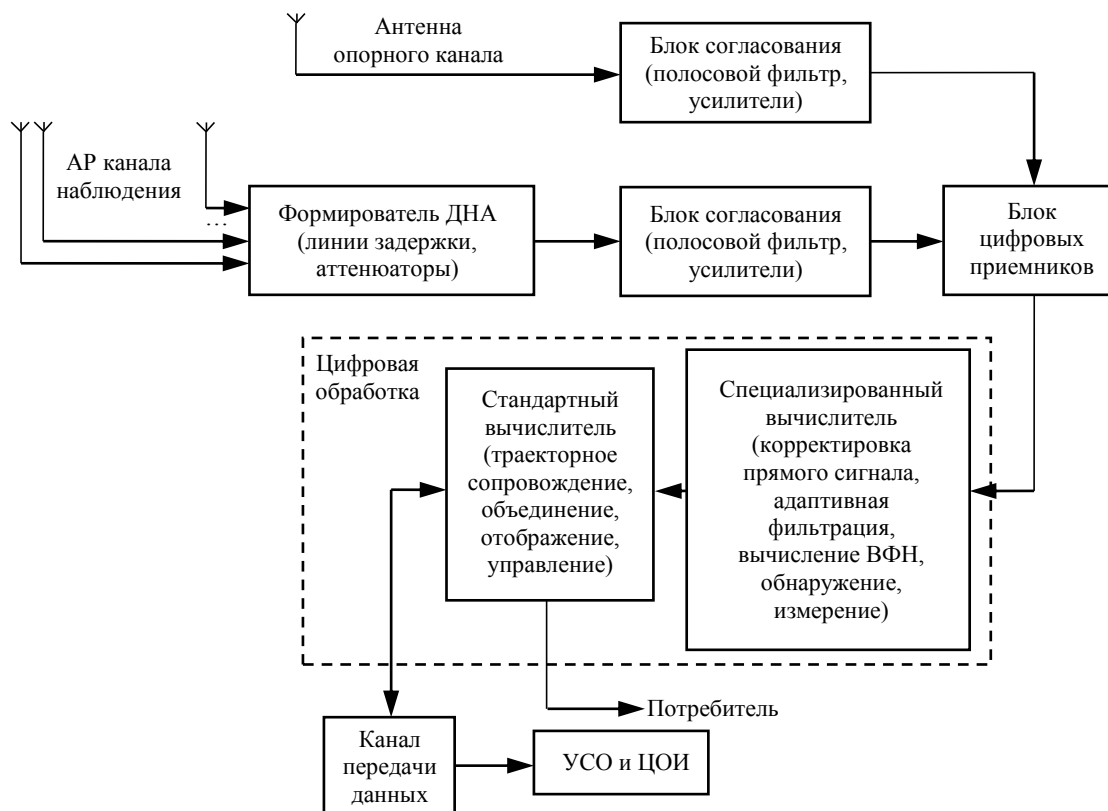 Антенна
опорного канала
Блок согласования
(полосовой фильтр,
усилители)
АР канала
наблюдения
...
Формирователь ДНА
(линии задержки,
аттенюаторы)
Блок согласования
(полосовой фильтр,
усилители)
Блок
цифровых
приемников
Цифровая
обработка
Стандартный
вычислитель
(траекторное
сопровождение,
объединение,
отображение,
управление)
Специализированный
вычислитель
(корректировка
прямого сигнала,
адаптивная
фильтрация,
вычисление ВФН,
обнаружение,
измерение)
Потребитель
Канал
передачи
данных
УСО и ЦОИ